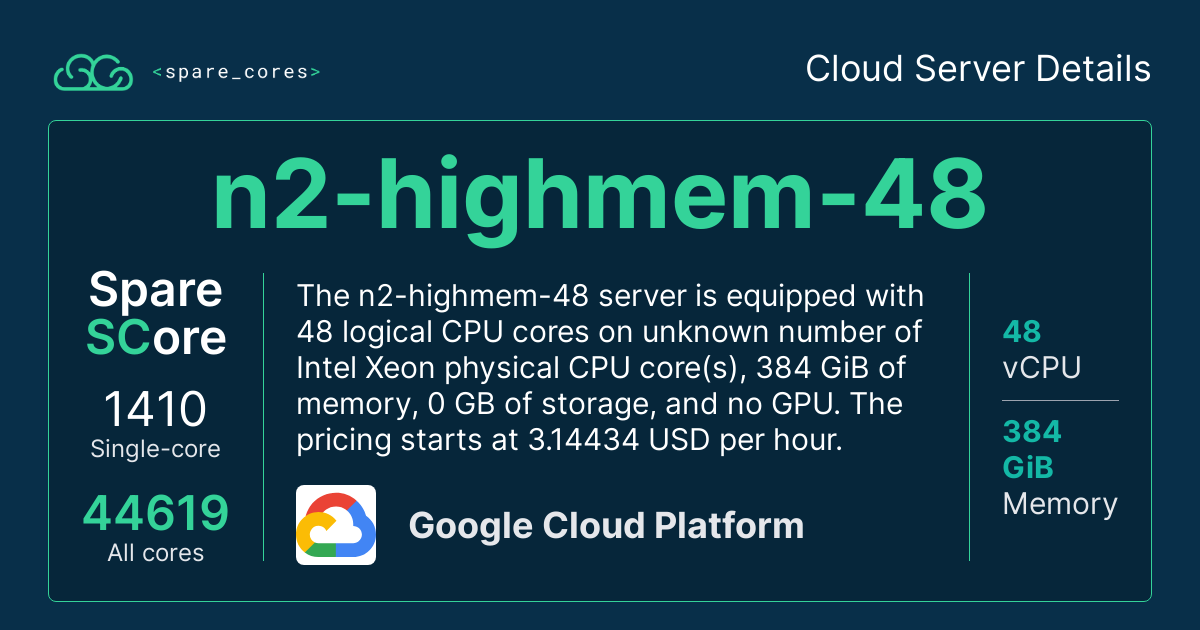 <spare_cores>
Cloud Server Details
n2-highmem-48
Spare
SCore
1410
Single-core
44619
All cores
The n2-highmem-48 server is equipped with
48 logical CPU cores on unknown number of
Intel Xeon physical CPU core(s), 384 GiB of
memory, 0 GB of storage, and no GPU. The
pricing starts at 3.14434 USD per hour.
Google Cloud Platform
48
vCPU
384
GiB
Memory